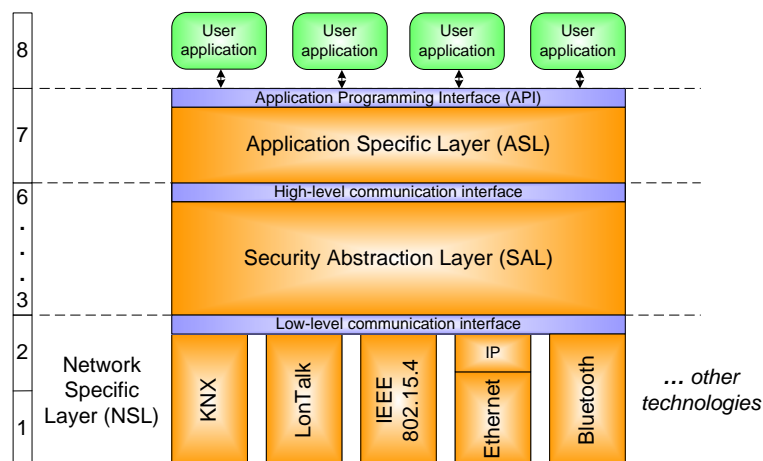 8
User
application
User
application
User
application
User
application
Application Programming Interface (API)
7
Application Specific Layer (ASL)
6
High-level communication interface
.
.
.
Security Abstraction Layer (SAL)
3
Low-level communication interface
2
1
Network
Specific
Layer (NSL)
KNX
LonTalk
IEEE
802.15.4
IP
Ethernet
Bluetooth
... other
technologies